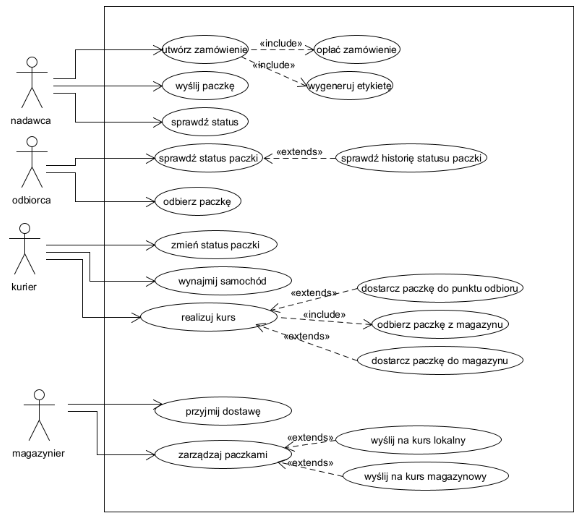 utwórz zamówienie
«include»
opłać zamówienie
«include»
wyślij paczkę
wygeneruj etykietę
nadawca
sprawdź status
sprawdź status paczki
«extends»
sprawdź historię statusu paczki
odbiorca
odbierz paczkę
zmień status paczki
kurier
wynajmij samochód
«extends»
dostarcz paczkę do punktu odbioru
realizuj kurs
«include»
odbierz paczkę z magazynu
«extends»
dostarcz paczkę do magazynu
przyjmij dostawę
magazynier
zarządzaj paczkami
«extends»
wyślij na kurs lokalny
«extends»
wyślij na kurs magazynowy